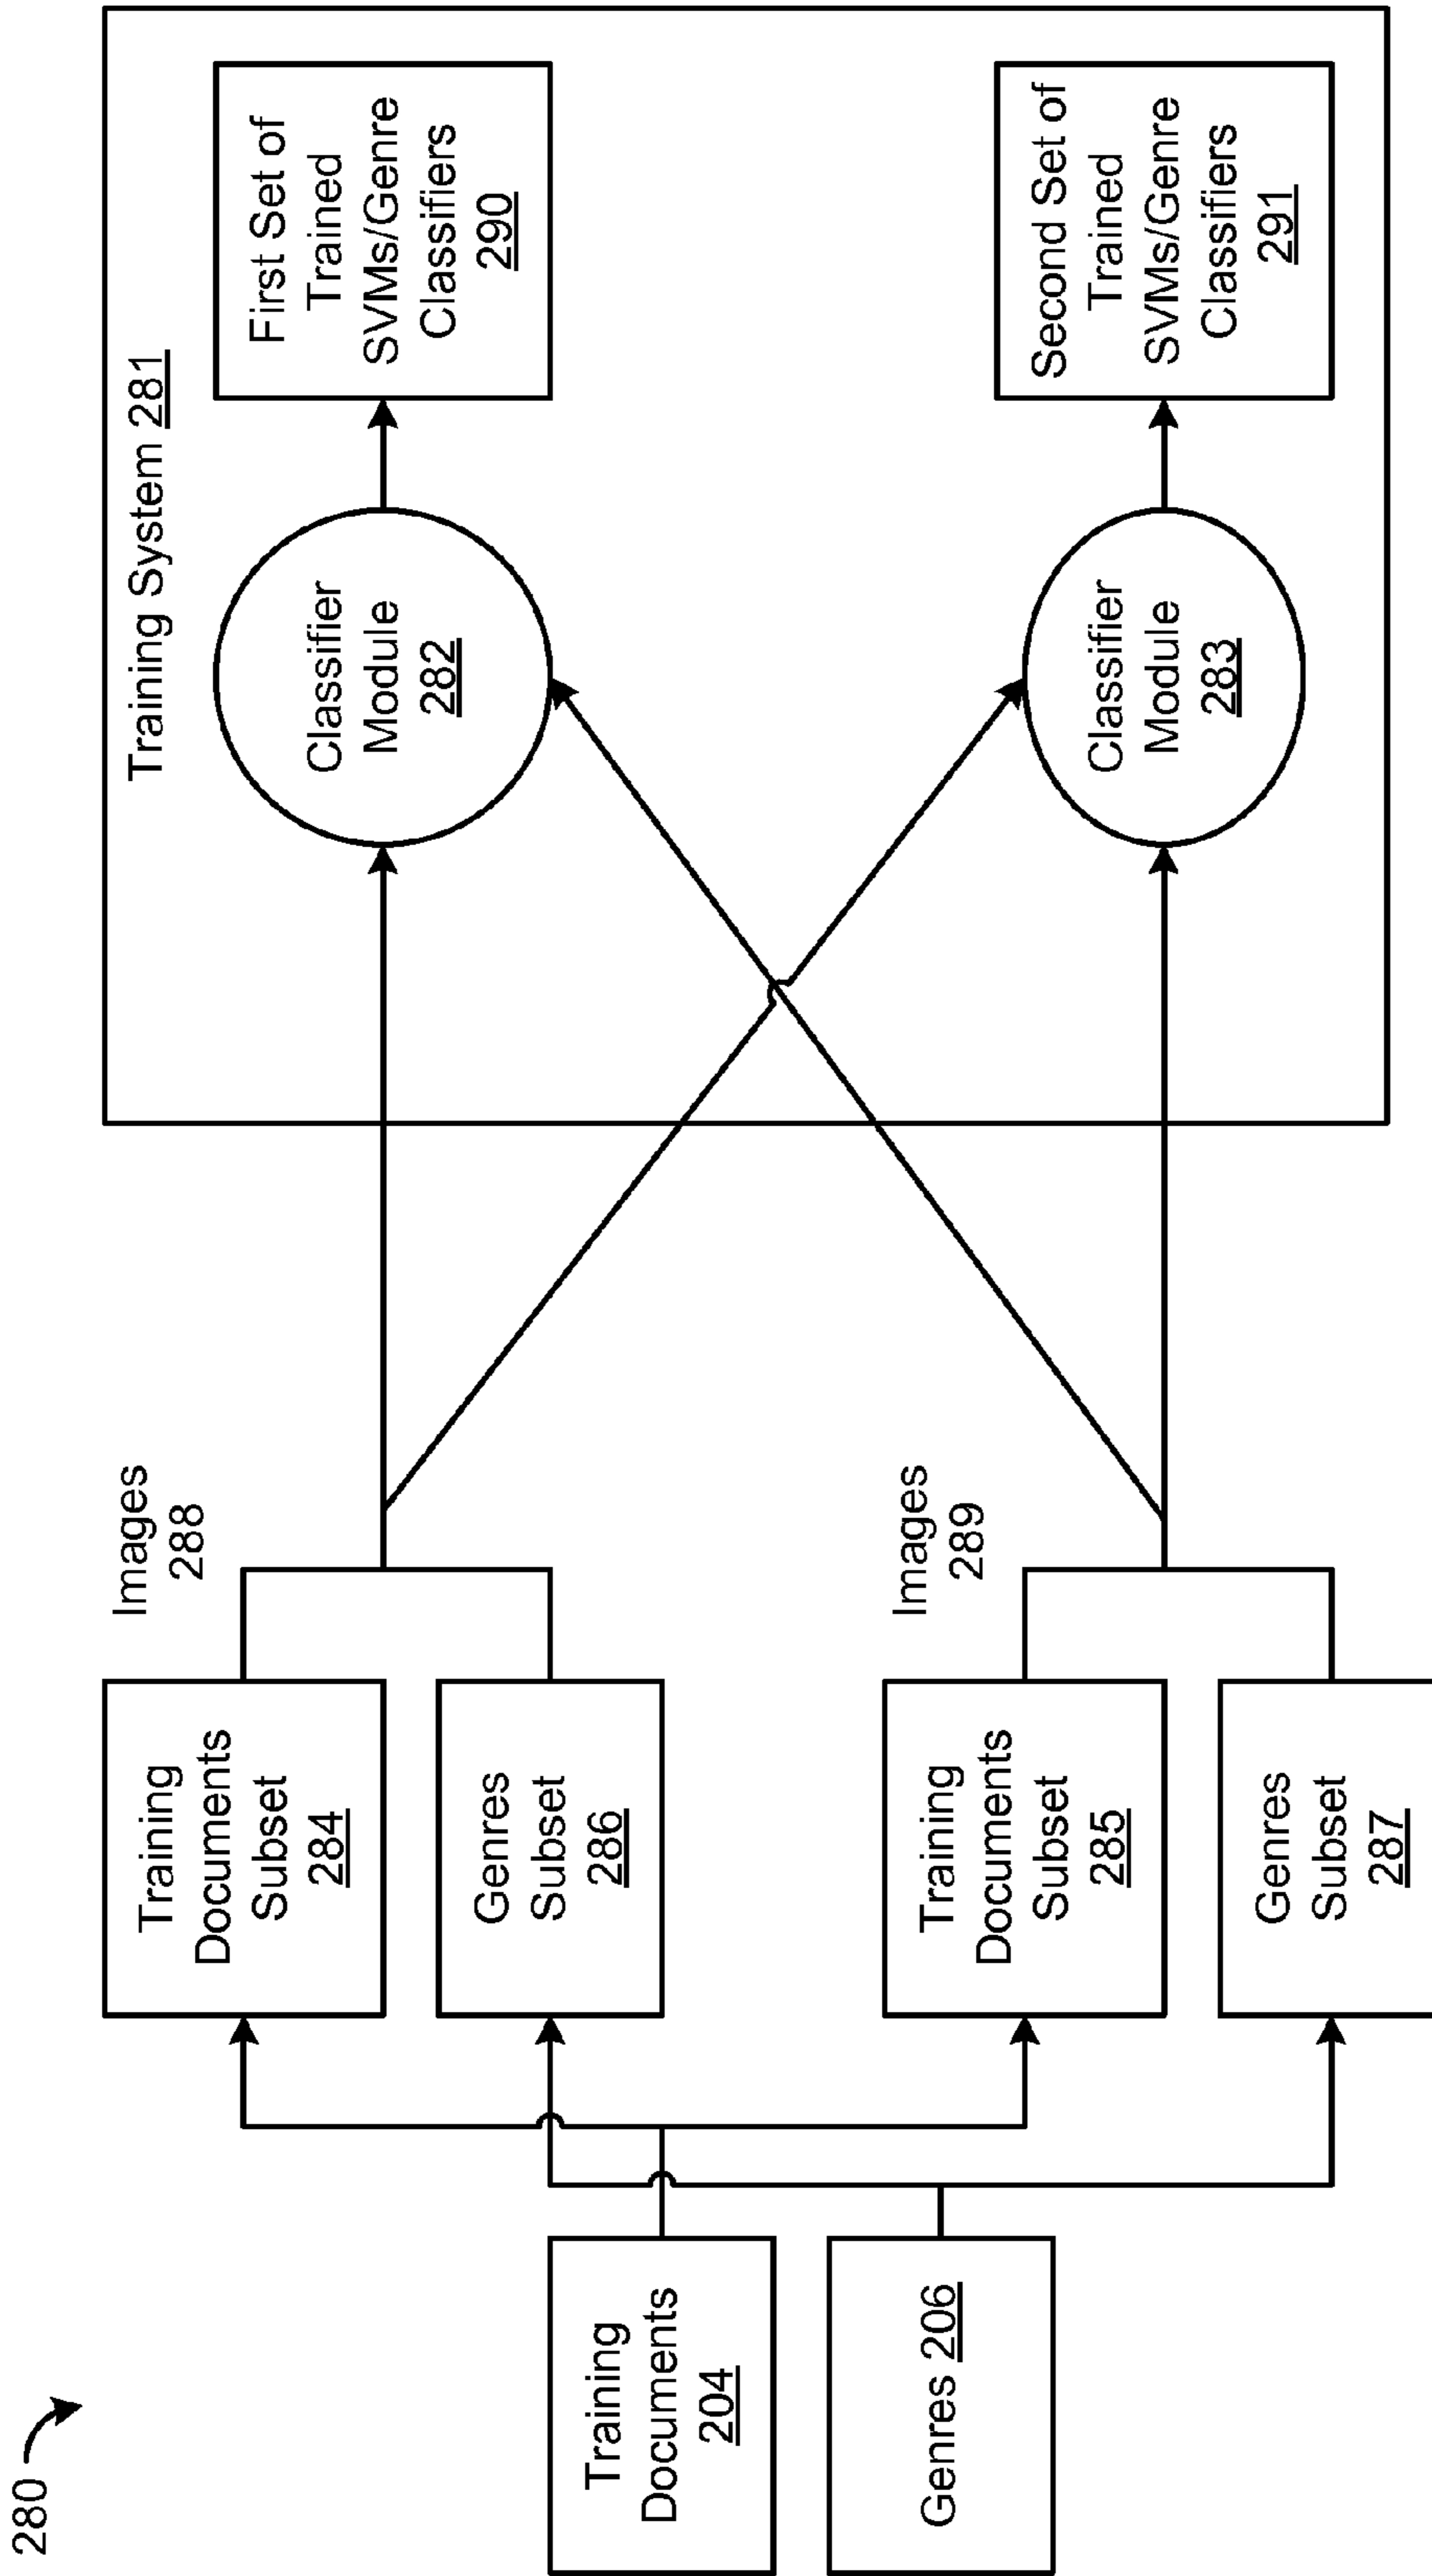 280
Training
Documents
204
Genres 206
Training
Documents
Subset
284
Genres
Subset
286
Training
Documents
Subset
285
Genres
Subset
287
Images
288
Images
289
Training System 281
Classifier
Module
282
Classifier
Module
283
First Set of
Trained
SVMs/Genre
Classifiers
290
Second Set of
Trained
SVMs/Genre
Classifiers
291